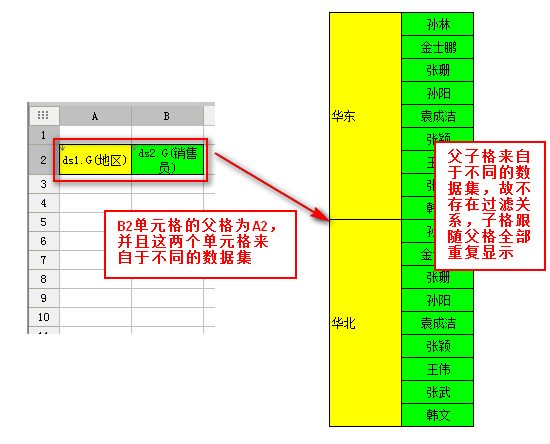 A B
1
2 ds1.G(地区) ds2.G(销售
员)
3
4
5
6
7
8
9
10
B2单元格的父格为A2，
并且这两个单元格来
自于不同的数据集
华东
孙林
金士鹏
张珊
孙阳
袁成洁
张颖
王
张
韩
华北
孙
金
张珊
孙阳
袁成洁
张颖
王伟
张武
韩文
父子格来自
于不同的数
据集，故不
存在过滤关
系，子格跟
随父格全部
重复显示